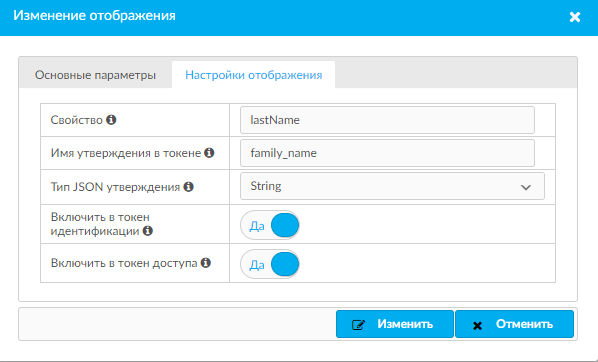 Изменение отображения
Основные параметры
Настройки отображения
Свойство
lastName
Имя утверждения в токене
family_name
Тип JSON утверждения
String
Включить в токен
идентификации
Да
Включить в токен доступа
Да
Изменить
Отменить